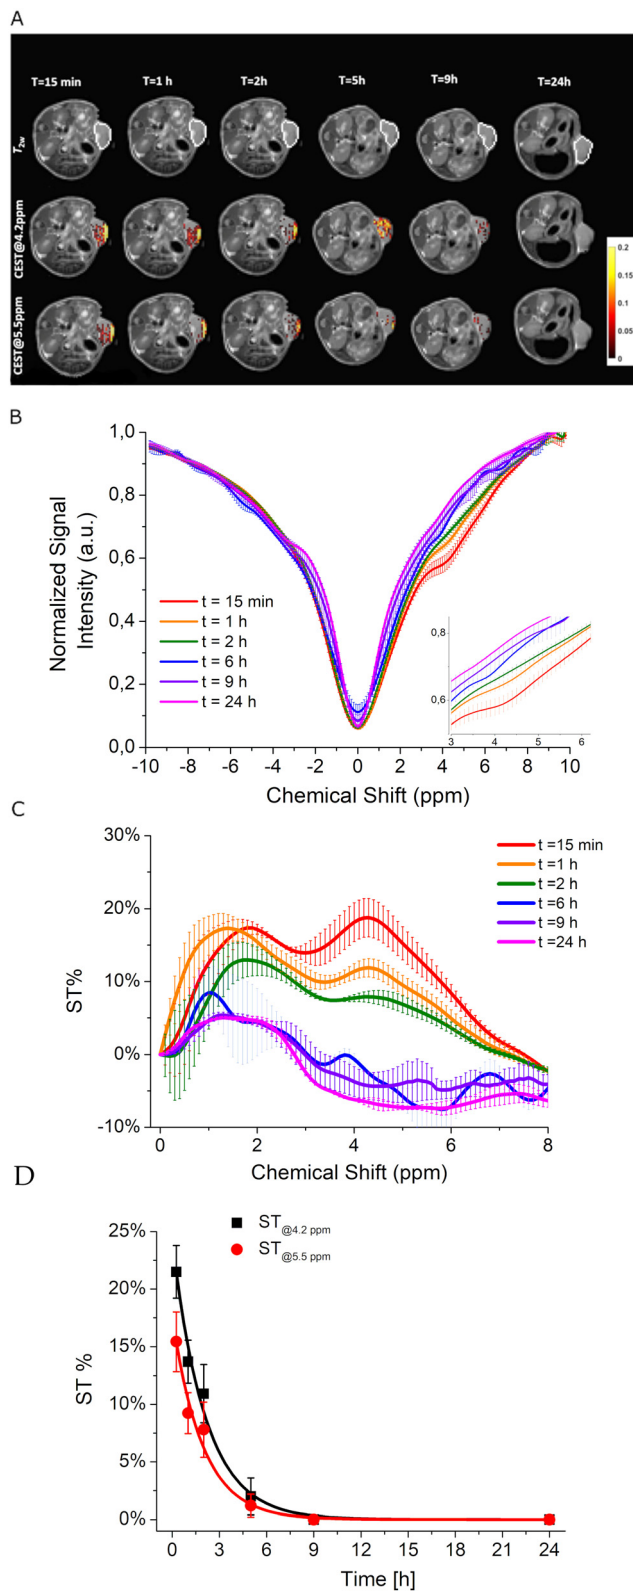 A
T=15 min T=1 h T=2h T=5h T=9h T=24h
T2w
CEST@4.2ppm
CEST@5.5ppm
0.2
0.15
0.1
0.05
0
B
1,0
0,8
0,6
0,4
0,2
0,0
Normalized Signal
Intensity (a.u.)
t = 15 min
t = 1 h
t = 2 h
t = 6 h
t = 9 h
t = 24 h
0,8
0,6
3 4 5 6
-10 -8 -6 -4 -2 0 2 4 6 8 10
Chemical Shift (ppm)
C
30%
20%
10%
0%
-10%
ST%
t =15 min
t =1 h
t =2 h
t =6 h
t =9 h
t =24 h
0 2 4 6 8
Chemical Shift (ppm)
D
25%
20%
15%
10%
5%
0%
ST %
ST@4.2 ppm
ST@5.5 ppm
0 3 6 9 12 15 18 21 24
Time [h]